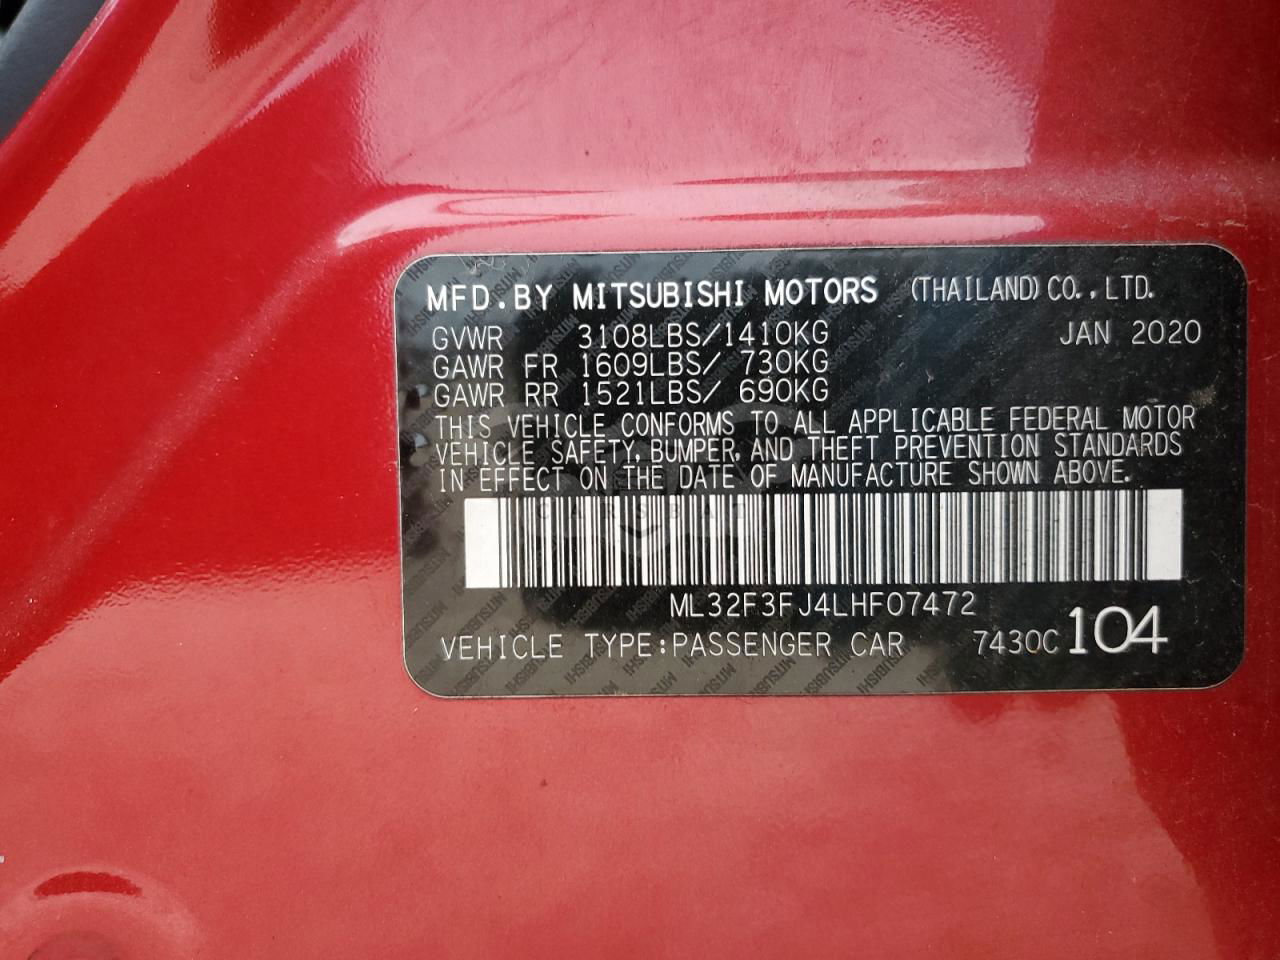 MFD.BY MITSUBISHI MOTORS (THAILAND) CO.,LTD.
GVWR 3108LBS/1410KG JAN 2020
GAWR FR 1609LBS/ 730KG
GAWR RR 1521LBS/ 690KG
THIS VEHICLE CONFORMS TO ALL APPLICABLE FEDERAL MOTOR
VEHICLE SAFETY, BUMPER, AND THEFT PREVENTION STANDARDS
IN EFFECT ON THE DATE OF MANUFACTURE SHOWN ABOVE.
ML32F3FJ4LHF07472
VEHICLE TYPE:PASSENGER CAR 7430C 104